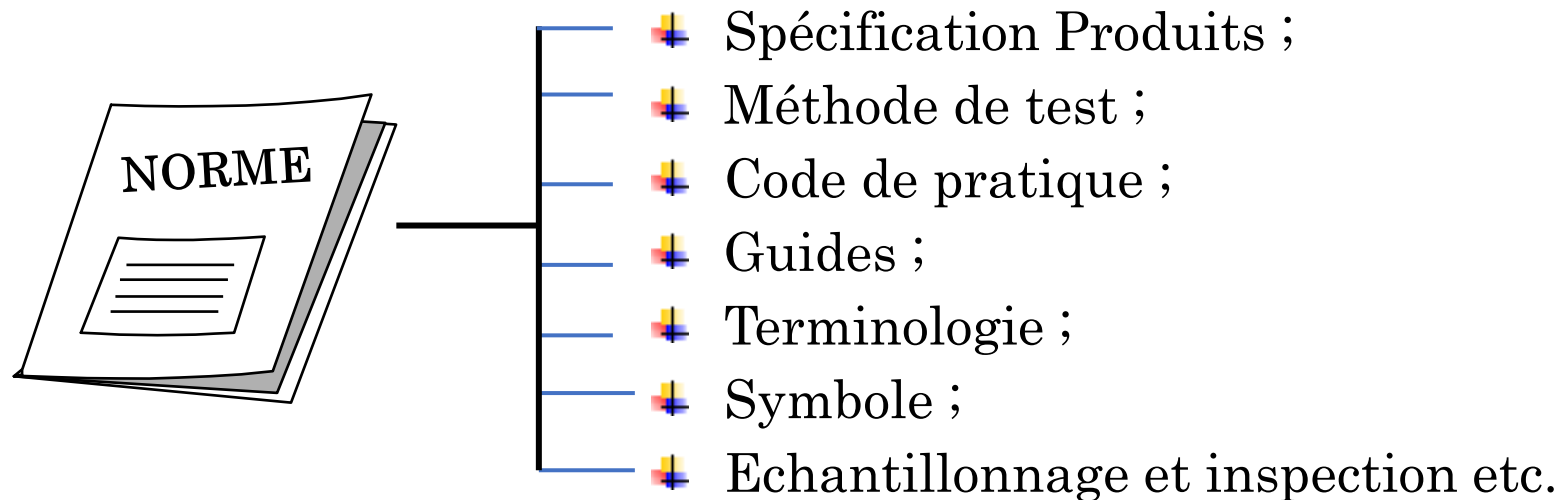 NORME
Spécification Produits ;
Méthode de test ;
Code de pratique ;
Guides ;
Terminologie ;
Symbole ;
Echantillonnage et inspection etc.